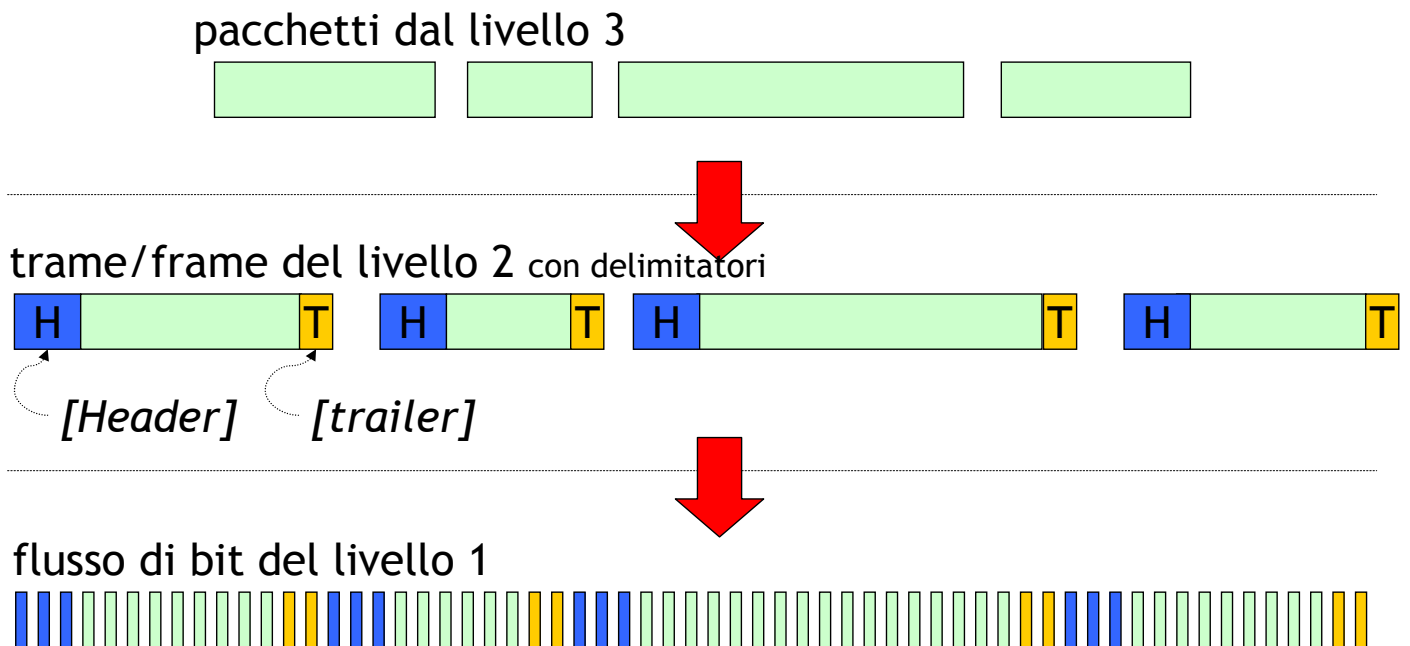 pacchetti dal livello 3
trame/frame del livello 2 con delimitatori
H T H T H T H T
[Header] [trailer]
flusso di bit del livello 1